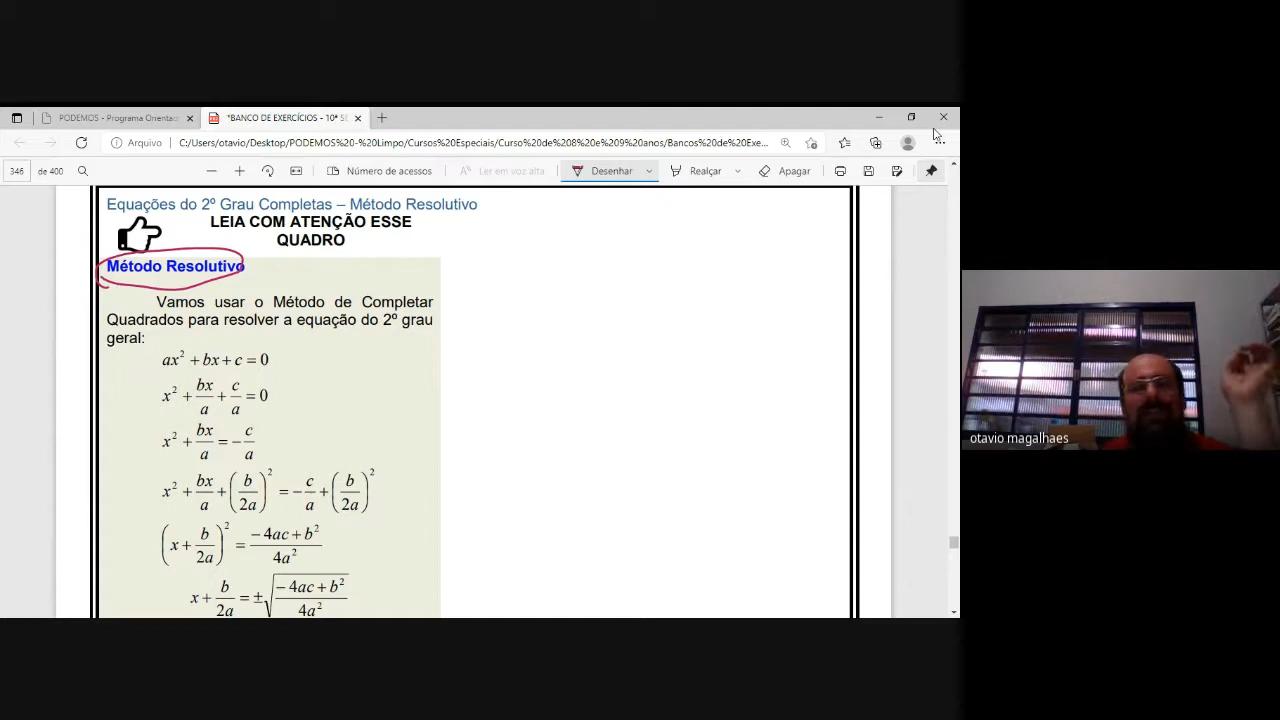 PODEMOS - Programa Orienta
*BANCO DE EXERCÍCIOS - 10ª SE
Arquivo
C:/Users/otavio/Desktop/PODEMOS%20-%20Limpo/Cursos%20Especiais/Curso%20de%208%20e%209%20anos/Bancos%20de%20Exe...
346 de 400
Número de acessos
Ler em voz alta
Desenhar
Realçar
Apagar
Equações do 2º Grau Completas – Método Resolutivo
LEIA COM ATENÇÃO ESSE
QUADRO
Método Resolutivo
Vamos usar o Método de Completar
Quadrados para resolver a equação do 2º grau
geral:
ax² + bx + c = 0
x² + bx/a + c/a = 0
x² + bx/a = −c/a
x² + bx/a + (b/2a)² = −c/a + (b/2a)²
(x + b/2a)² = (−4ac + b²)/4a²
x + b/2a = ±√((−4ac + b²)/4a²)
otavio magalhaes